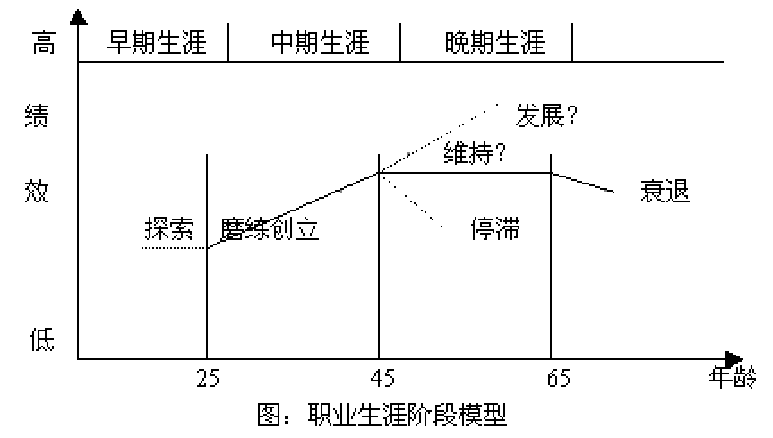 高 早期生涯 中期生涯 晚期生涯
绩 发展?
维持?
效 衰退
探索 磨练创立 停滞
低
25 45 65 年龄
图：职业生涯阶段模型